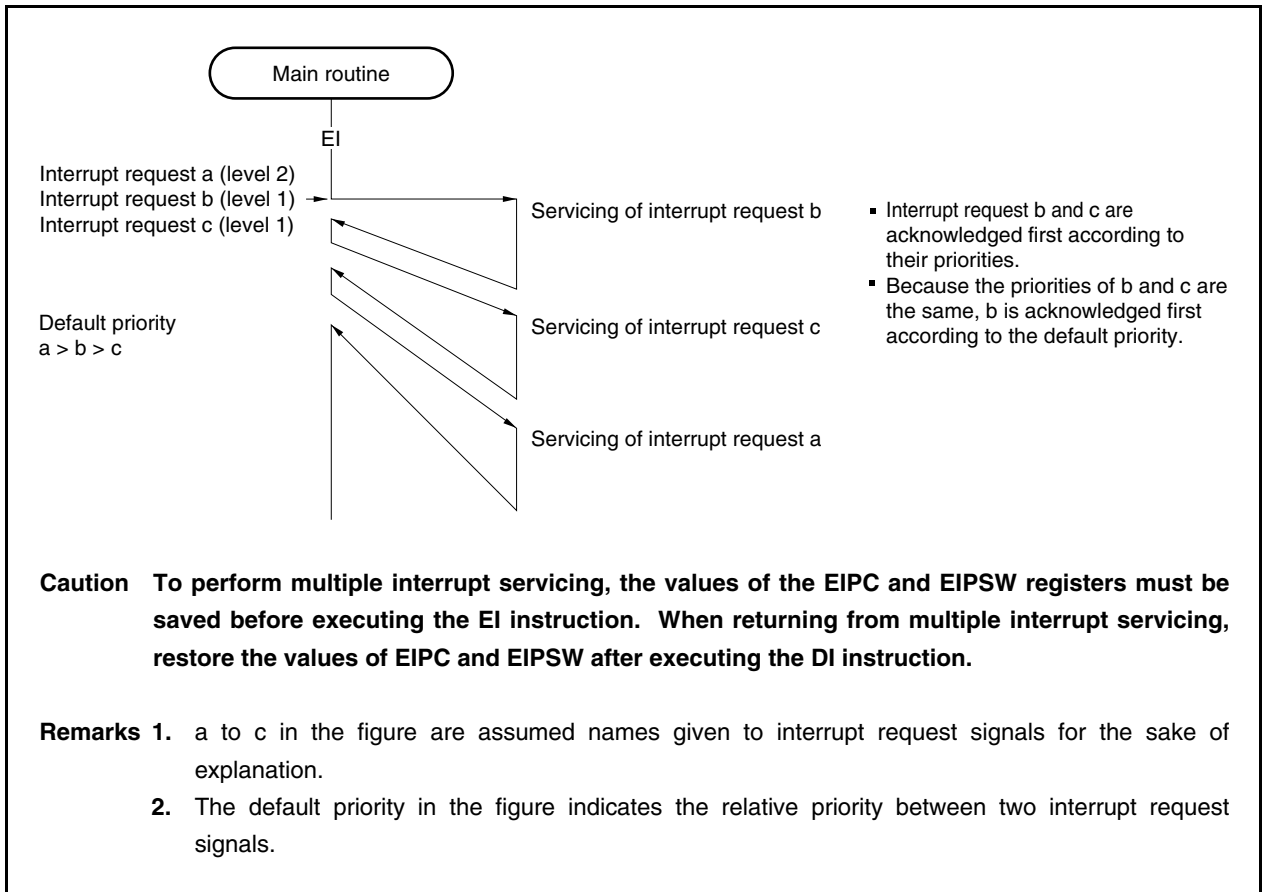 Main routine
EI
Interrupt request a (level 2)
Interrupt request b (level 1)
Interrupt request c (level 1)
Servicing of interrupt request b
▪ Interrupt request b and c are
acknowledged first according to
their priorities.
▪ Because the priorities of b and c are
the same, b is acknowledged first
according to the default priority.
Default priority
a > b > c
Servicing of interrupt request c
Servicing of interrupt request a
Caution To perform multiple interrupt servicing, the values of the EIPC and EIPSW registers must be
saved before executing the EI instruction. When returning from multiple interrupt servicing,
restore the values of EIPC and EIPSW after executing the DI instruction.
Remarks 1. a to c in the figure are assumed names given to interrupt request signals for the sake of
explanation.
2. The default priority in the figure indicates the relative priority between two interrupt request
signals.